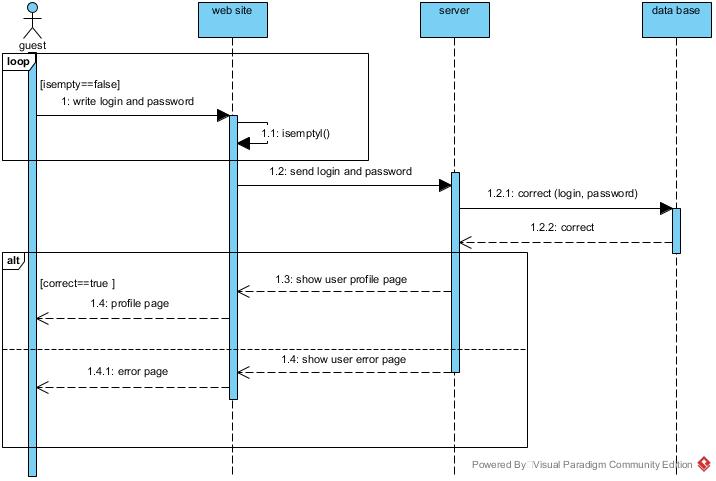 guest
web site
server
data base
loop
[isempty==false]
1: write login and password
1.1: isemptyl()
1.2: send login and password
1.2.1: correct (login, password)
1.2.2: correct
alt
[correct==true ]
1.3: show user profile page
1.4: profile page
1.4: show user error page
1.4.1: error page
Powered By Visual Paradigm Community Edition